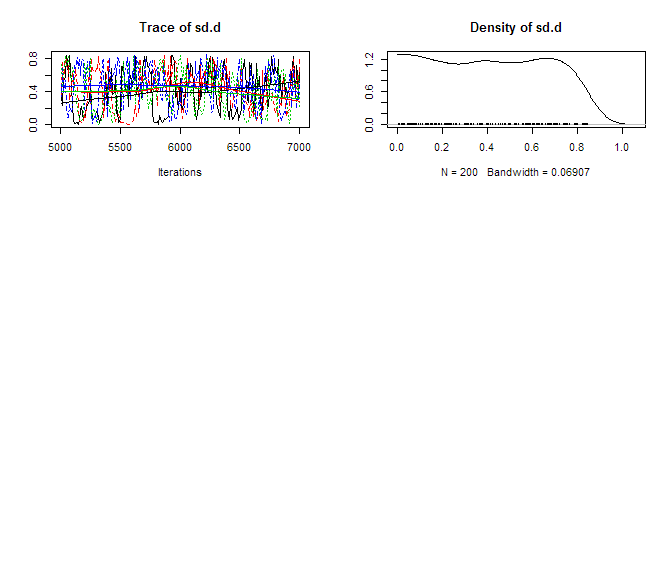 Trace of sd.d
0.0 0.4 0.8
5000 5500 6000 6500 7000
Iterations
Density of sd.d
0.0 0.6 1.2
0.0 0.2 0.4 0.6 0.8 1.0
N = 200 Bandwidth = 0.06907